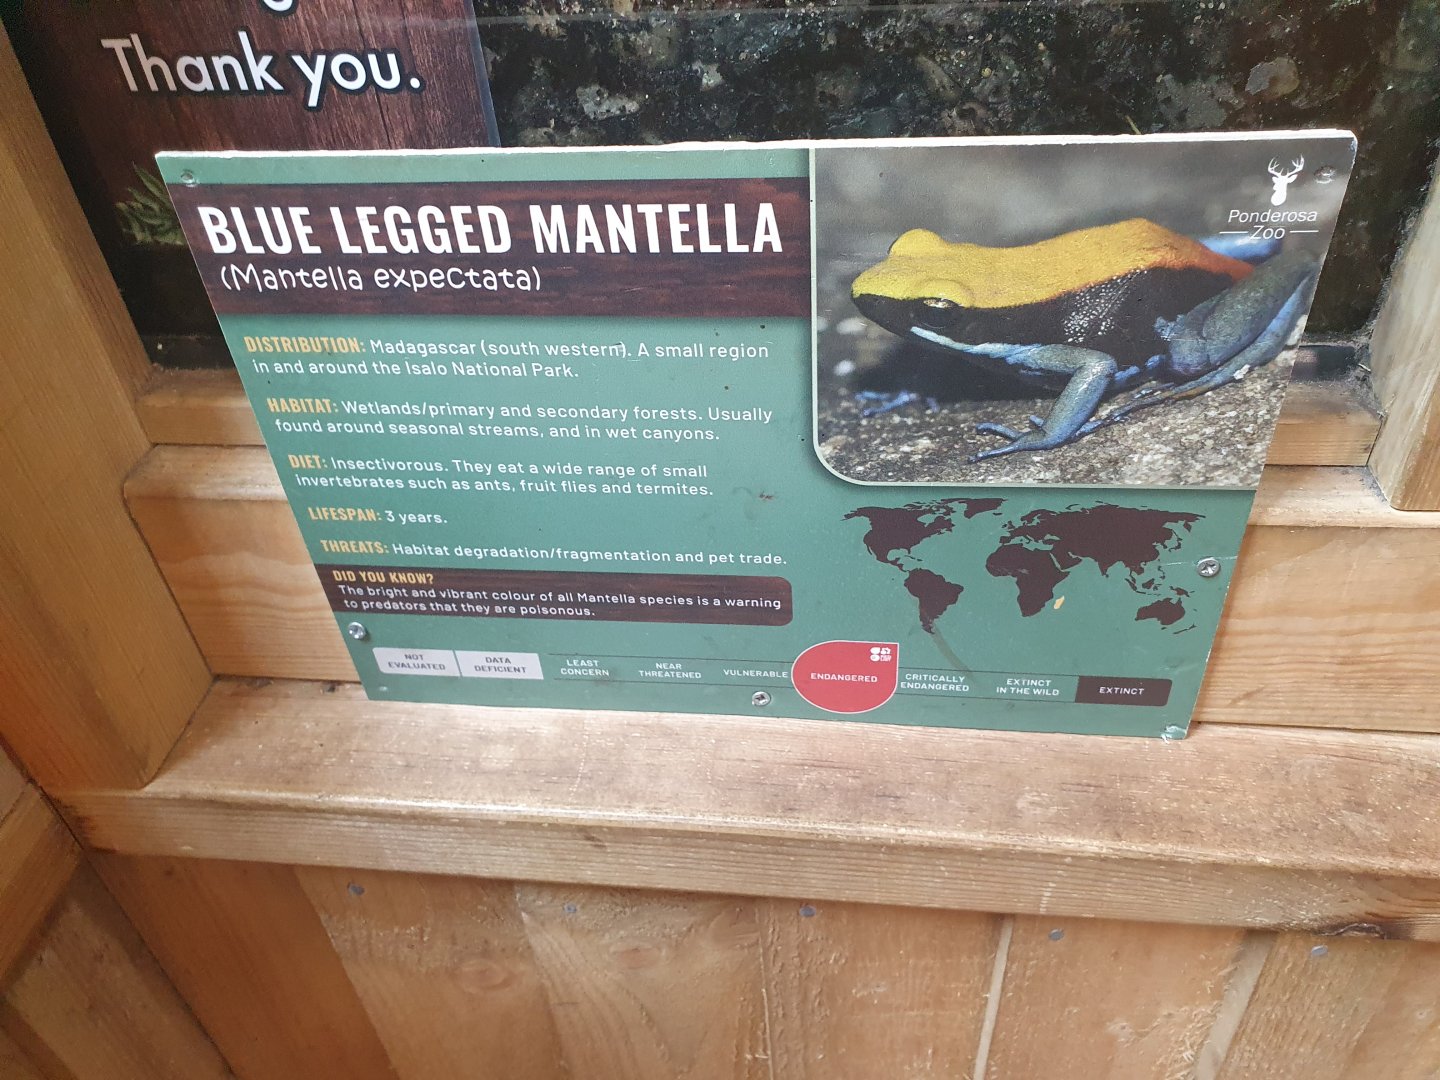 Thank you.
BLUE LEGGED MANTELLA
(Mantella expectata)
Ponderosa
Zoo
DISTRIBUTION: Madagascar (south western). A small region
in and around the Isalo National Park.
HABITAT: Wetlands/primary and secondary forests. Usually
found around seasonal streams, and in wet canyons.
DIET: Insectivorous. They eat a wide range of small
invertebrates such as ants, fruit flies and termites.
LIFESPAN: 3 years.
THREATS: Habitat degradation/fragmentation and pet trade.
DID YOU KNOW?
The bright and vibrant colour of all Mantella species is a warning
to predators that they are poisonous.
NOT
EVALUATED
DATA
DEFICIENT
LEAST
CONCERN
NEAR
THREATENED
VULNERABLE
ENDANGERED
CRITICALLY
ENDANGERED
EXTINCT
IN THE WILD
EXTINCT